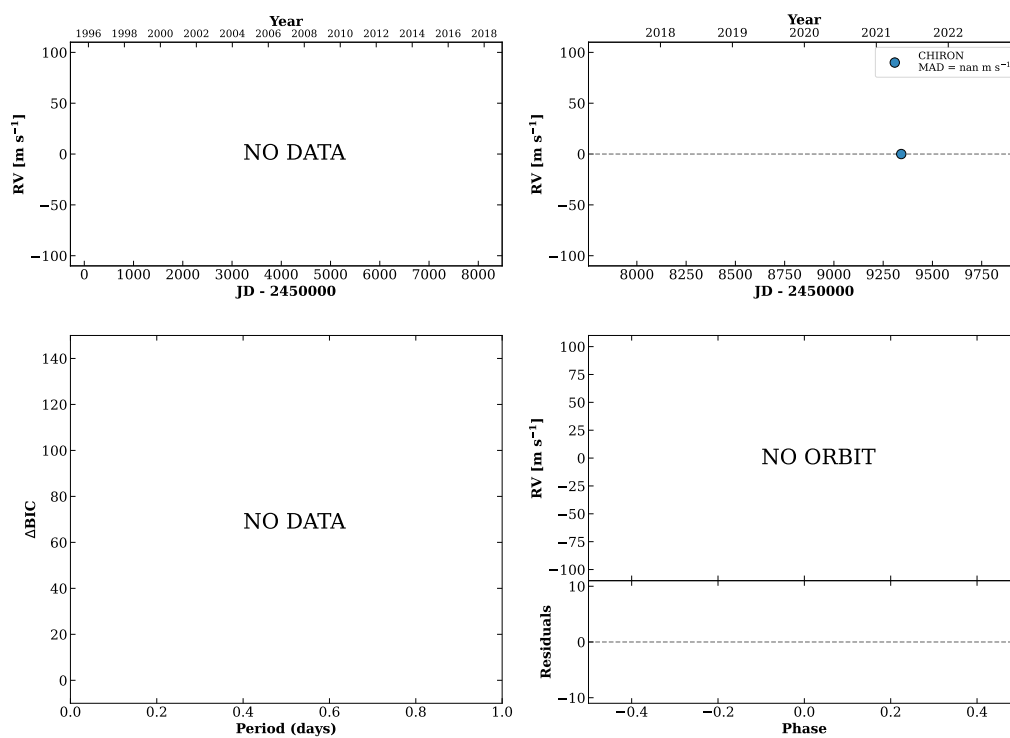 Year
1996 1998 2000 2002 2004 2006 2008 2010 2012 2014 2016 2018
100
50
0
−50
−100
RV [m s⁻¹]
NO DATA
0 1000 2000 3000 4000 5000 6000 7000 8000
JD - 2450000
Year
2018 2019 2020 2021 2022
CHIRON
MAD = nan m s⁻¹
100
50
0
−50
−100
RV [m s⁻¹]
8000 8250 8500 8750 9000 9250 9500 9750
JD - 2450000
140
120
100
80
60
40
20
0
ΔBIC
NO DATA
0.0 0.2 0.4 0.6 0.8 1.0
Period (days)
100
75
50
25
0
−25
−50
−75
−100
RV [m s⁻¹]
NO ORBIT
10
0
−10
Residuals
−0.4 −0.2 0.0 0.2 0.4
Phase